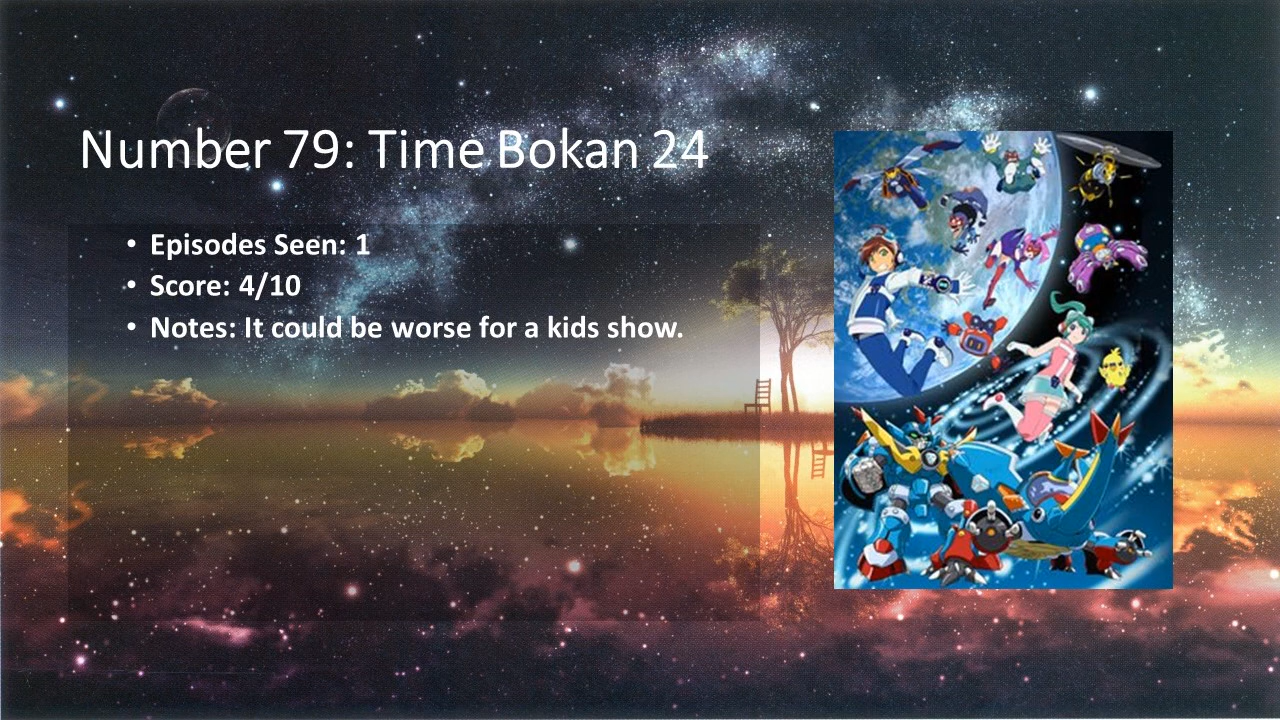 Number 79: Time Bokan 24
• Episodes Seen: 1
• Score: 4/10
• Notes: It could be worse for a kids show.